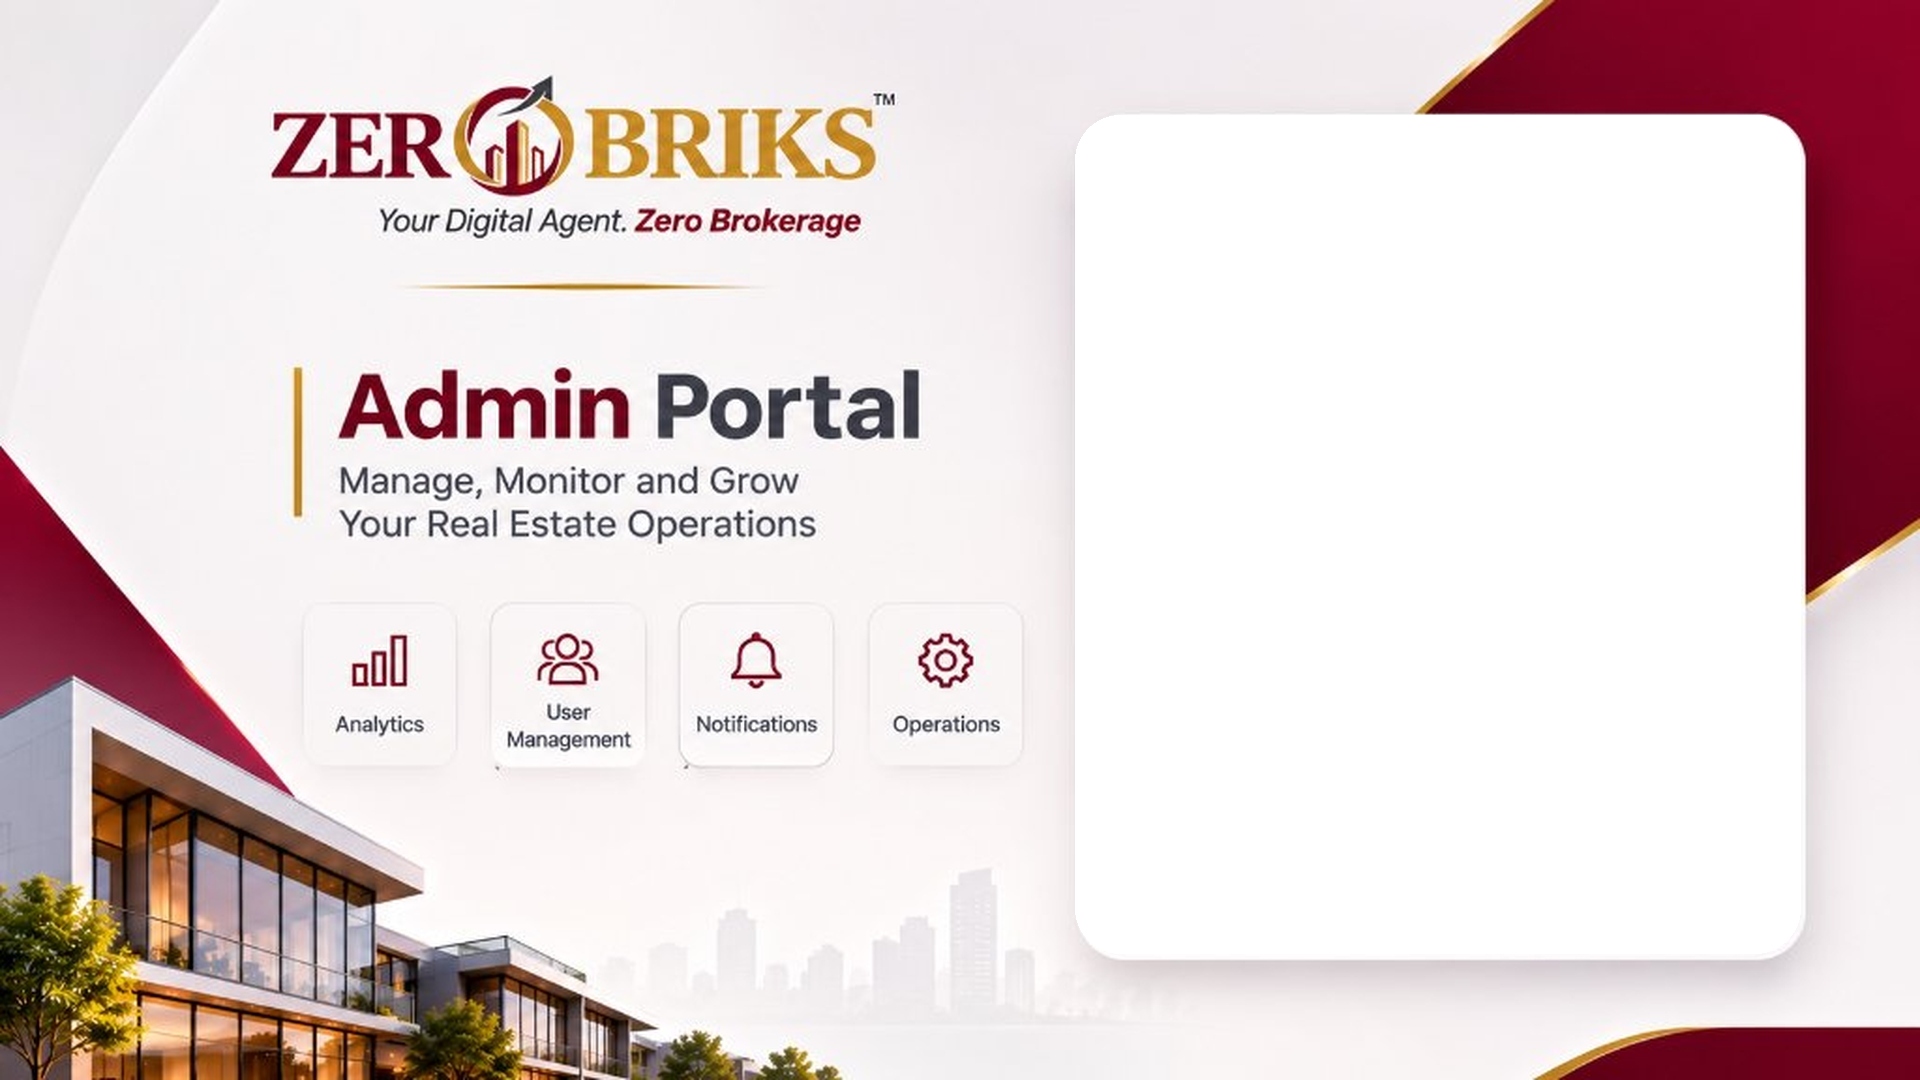 ZEROBRIKS™
Your Digital Agent. Zero Brokerage
Admin Portal
Manage, Monitor and Grow
Your Real Estate Operations
Analytics
User
Management
Notifications
Operations